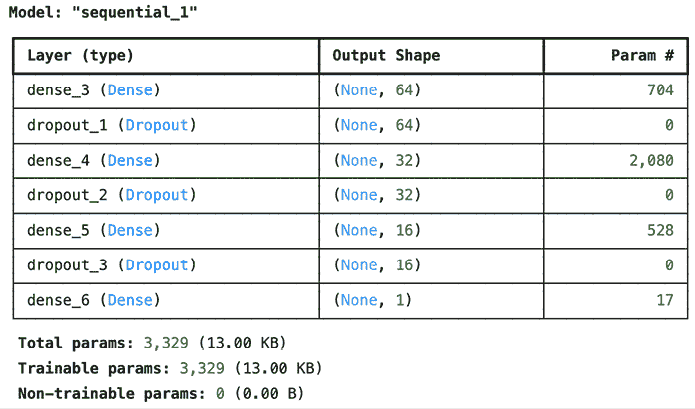 Model: "sequential_1"
Layer (type) Output Shape Param #
dense_3 (Dense) (None, 64) 704
dropout_1 (Dropout) (None, 64) 0
dense_4 (Dense) (None, 32) 2,080
dropout_2 (Dropout) (None, 32) 0
dense_5 (Dense) (None, 16) 528
dropout_3 (Dropout) (None, 16) 0
dense_6 (Dense) (None, 1) 17
Total params: 3,329 (13.00 KB)
Trainable params: 3,329 (13.00 KB)
Non-trainable params: 0 (0.00 B)